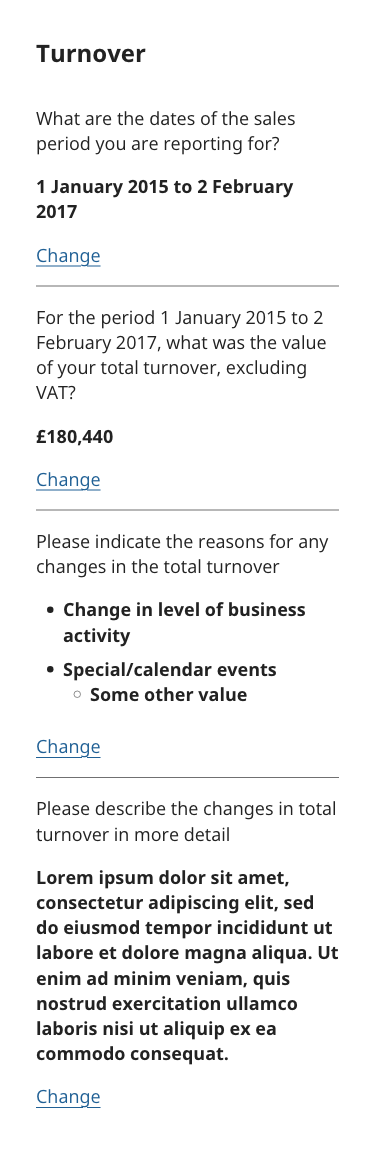 Turnover
What are the dates of the sales
period you are reporting for?
1 January 2015 to 2 February
2017
Change
For the period 1 January 2015 to 2
February 2017, what was the value
of your total turnover, excluding
VAT?
£180,440
Change
Please indicate the reasons for any
changes in the total turnover
Change in level of business
activity
Special/calendar events
Some other value
Change
Please describe the changes in total
turnover in more detail
Lorem ipsum dolor sit amet,
consectetur adipiscing elit, sed
do eiusmod tempor incididunt ut
labore et dolore magna aliqua. Ut
enim ad minim veniam, quis
nostrud exercitation ullamco
laboris nisi ut aliquip ex ea
commodo consequat.
Change